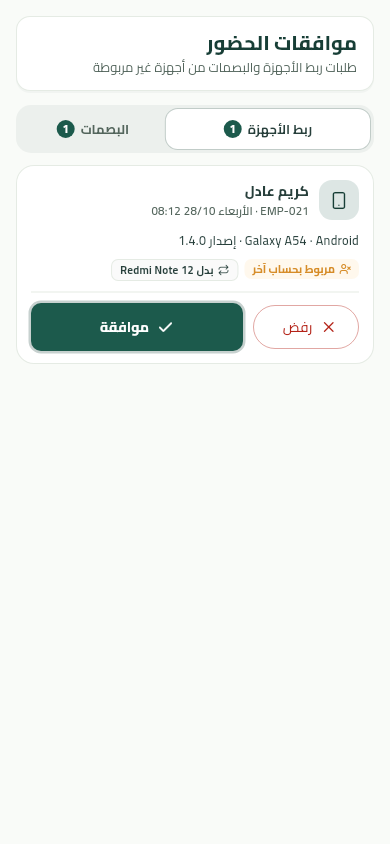 موافقات الحضور
طلبات ربط الأجهزة والبصمات من أجهزة غير مربوطة
ربط الأجهزة 1
البصمات 1
كريم عادل
EMP-021 · الأربعاء 28/10 08:12
Galaxy A54 · Android · إصدار 1.4.0
مربوط بحساب آخر
بدل Redmi Note 12
رفض
موافقة